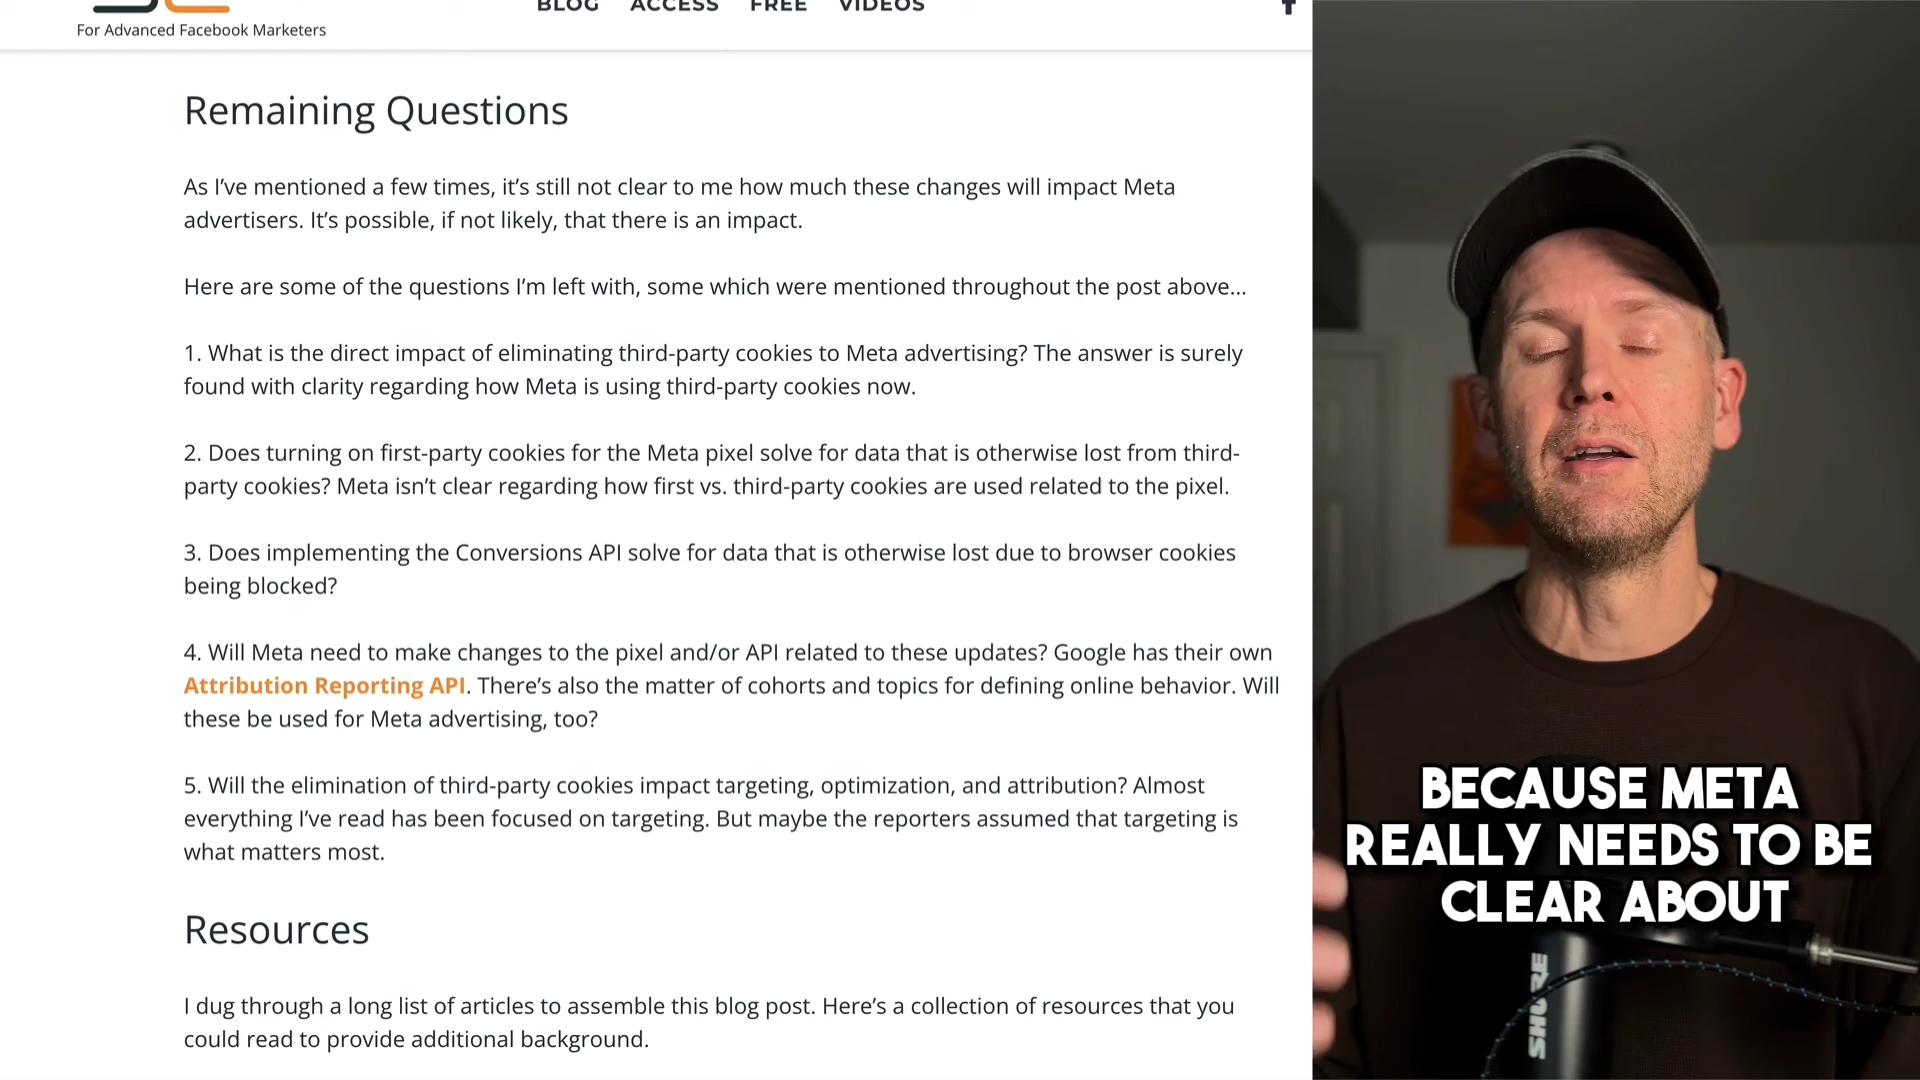 BLOG ACCESS FREE VIDEOS
For Advanced Facebook Marketers
Remaining Questions
As I’ve mentioned a few times, it’s still not clear to me how much these changes will impact Meta
advertisers. It’s possible, if not likely, that there is an impact.
Here are some of the questions I’m left with, some which were mentioned throughout the post above…
1. What is the direct impact of eliminating third-party cookies to Meta advertising? The answer is surely
found with clarity regarding how Meta is using third-party cookies now.
2. Does turning on first-party cookies for the Meta pixel solve for data that is otherwise lost from third-
party cookies? Meta isn’t clear regarding how first vs. third-party cookies are used related to the pixel.
3. Does implementing the Conversions API solve for data that is otherwise lost due to browser cookies
being blocked?
4. Will Meta need to make changes to the pixel and/or API related to these updates? Google has their own
Attribution Reporting API. There’s also the matter of cohorts and topics for defining online behavior. Will
these be used for Meta advertising, too?
5. Will the elimination of third-party cookies impact targeting, optimization, and attribution? Almost
everything I’ve read has been focused on targeting. But maybe the reporters assumed that targeting is
what matters most.
Resources
I dug through a long list of articles to assemble this blog post. Here’s a collection of resources that you
could read to provide additional background.
BECAUSE META
REALLY NEEDS TO BE
CLEAR ABOUT
SHURE